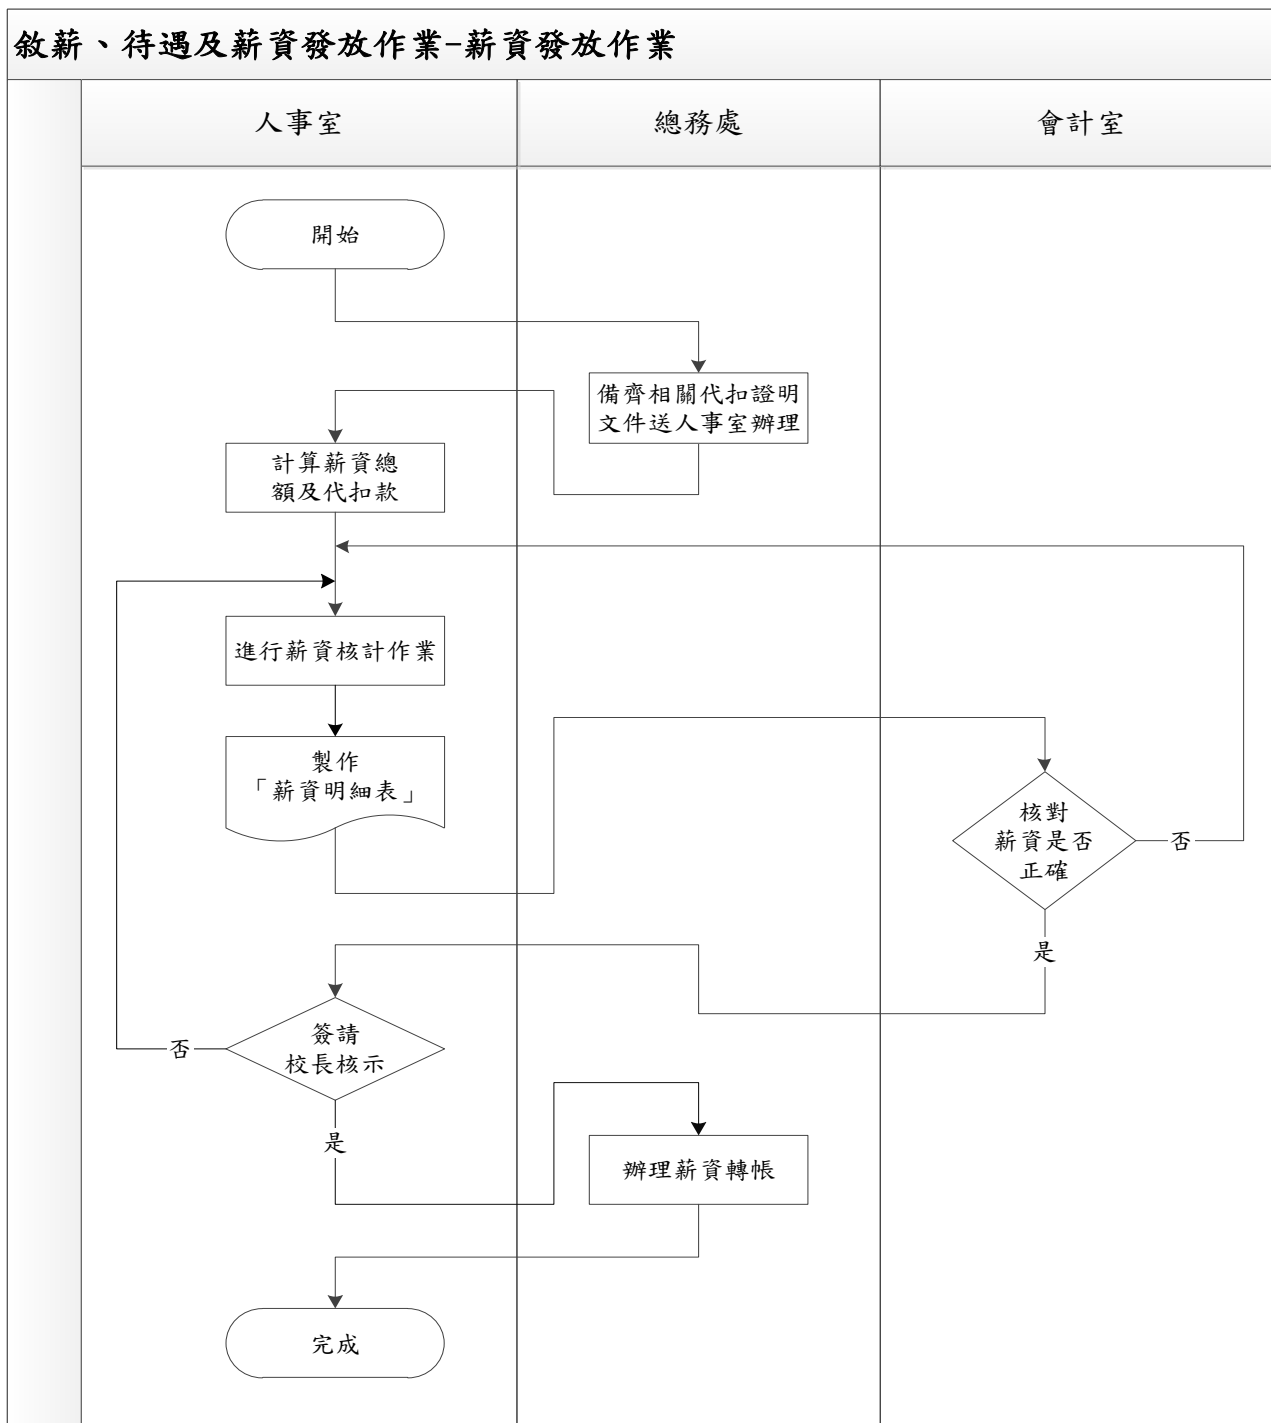 敘薪、待遇及薪資發放作業-薪資發放作業
人事室
總務處
會計室
開始
備齊相關代扣證明
文件送人事室辦理
計算薪資總
額及代扣款
進行薪資核計作業
製作
「薪資明細表」
核對
薪資是否
正確
否
是
簽請
校長核示
否
是
辦理薪資轉帳
完成